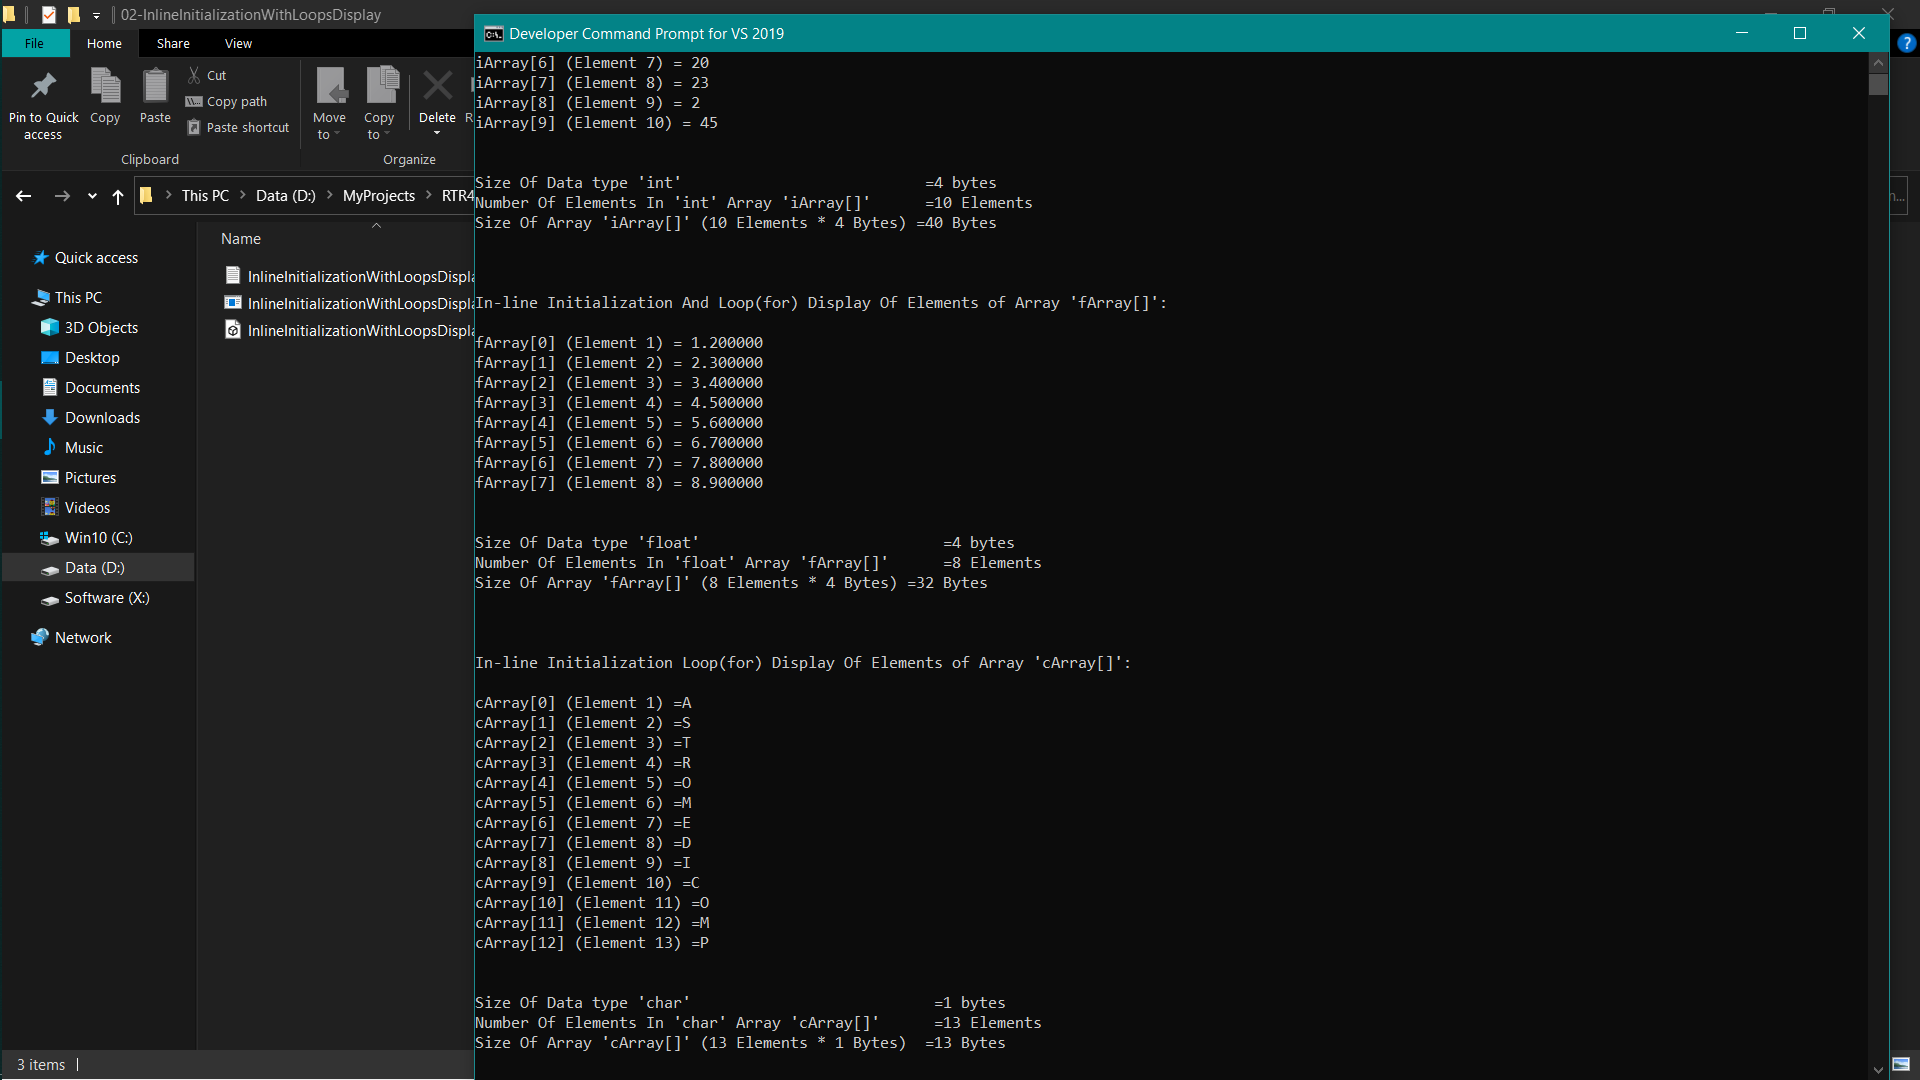 02-InlineInitializationWithLoopsDisplay
File Home Share View
Pin to Quick access
Copy
Paste
Cut
Copy path
Paste shortcut
Clipboard
Move to
Copy to
Delete
R
Organize
This PC > Data (D:) > MyProjects > RTR4
Name
InlineInitializationWithLoopsDispla
InlineInitializationWithLoopsDispla
InlineInitializationWithLoopsDispla
Quick access
This PC
3D Objects
Desktop
Documents
Downloads
Music
Pictures
Videos
Win10 (C:)
Data (D:)
Software (X:)
Network
3 items
Developer Command Prompt for VS 2019
iArray[6] (Element 7) = 20
iArray[7] (Element 8) = 23
iArray[8] (Element 9) = 2
iArray[9] (Element 10) = 45
Size Of Data type 'int' =4 bytes
Number Of Elements In 'int' Array 'iArray[]' =10 Elements
Size Of Array 'iArray[]' (10 Elements * 4 Bytes) =40 Bytes
In-line Initialization And Loop(for) Display Of Elements of Array 'fArray[]':
fArray[0] (Element 1) = 1.200000
fArray[1] (Element 2) = 2.300000
fArray[2] (Element 3) = 3.400000
fArray[3] (Element 4) = 4.500000
fArray[4] (Element 5) = 5.600000
fArray[5] (Element 6) = 6.700000
fArray[6] (Element 7) = 7.800000
fArray[7] (Element 8) = 8.900000
Size Of Data type 'float' =4 bytes
Number Of Elements In 'float' Array 'fArray[]' =8 Elements
Size Of Array 'fArray[]' (8 Elements * 4 Bytes) =32 Bytes
In-line Initialization Loop(for) Display Of Elements of Array 'cArray[]':
cArray[0] (Element 1) =A
cArray[1] (Element 2) =S
cArray[2] (Element 3) =T
cArray[3] (Element 4) =R
cArray[4] (Element 5) =O
cArray[5] (Element 6) =M
cArray[6] (Element 7) =E
cArray[7] (Element 8) =D
cArray[8] (Element 9) =I
cArray[9] (Element 10) =C
cArray[10] (Element 11) =O
cArray[11] (Element 12) =M
cArray[12] (Element 13) =P
Size Of Data type 'char' =1 bytes
Number Of Elements In 'char' Array 'cArray[]' =13 Elements
Size Of Array 'cArray[]' (13 Elements * 1 Bytes) =13 Bytes